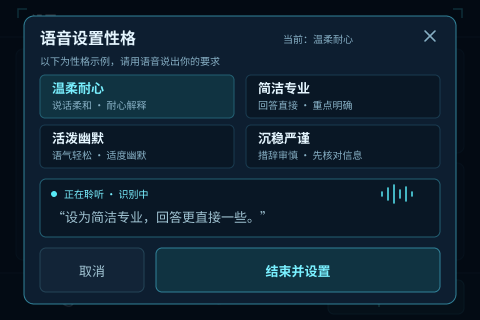 语音设置性格
当前：温柔耐心
以下为性格示例，请用语音说出你的要求
温柔耐心
说话柔和 • 耐心解释
简洁专业
回答直接 • 重点明确
活泼幽默
语气轻松 • 适度幽默
沉稳严谨
措辞审慎 • 先核对信息
正在聆听 • 识别中
“设为简洁专业，回答更直接一些。”
取消
结束并设置